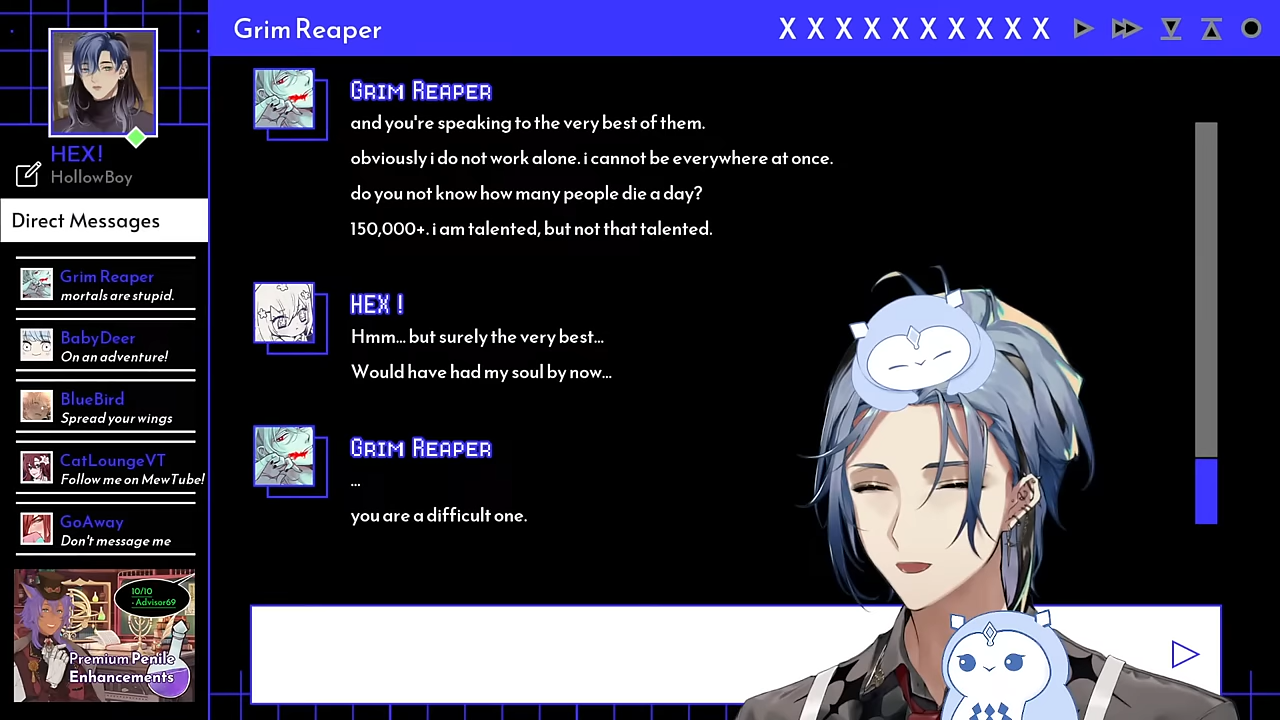 Grim Reaper
X X X X X X X X X X
HEX!
HollowBoy
Direct Messages
Grim Reaper
mortals are stupid.
BabyDeer
On an adventure!
BlueBird
Spread your wings
CatLoungeVT
Follow me on MewTube!
GoAway
Don't message me
10/10
-Advisor69
Premium Penile
Enhancements
Grim Reaper
and you're speaking to the very best of them.
obviously i do not work alone. i cannot be everywhere at once.
do you not know how many people die a day?
150,000+. i am talented, but not that talented.
HEX !
Hmm... but surely the very best...
Would have had my soul by now...
Grim Reaper
...
you are a difficult one.